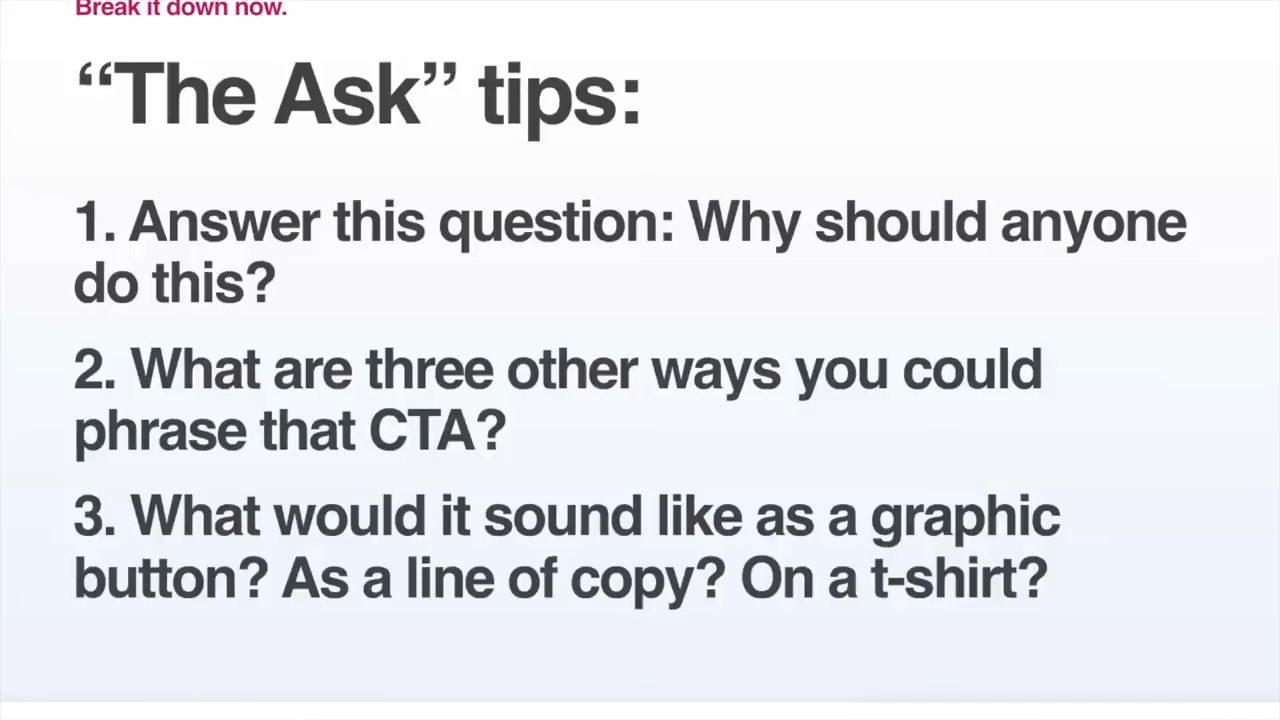 Break it down now.
“The Ask” tips:
1. Answer this question: Why should anyone
do this?
2. What are three other ways you could
phrase that CTA?
3. What would it sound like as a graphic
button? As a line of copy? On a t-shirt?